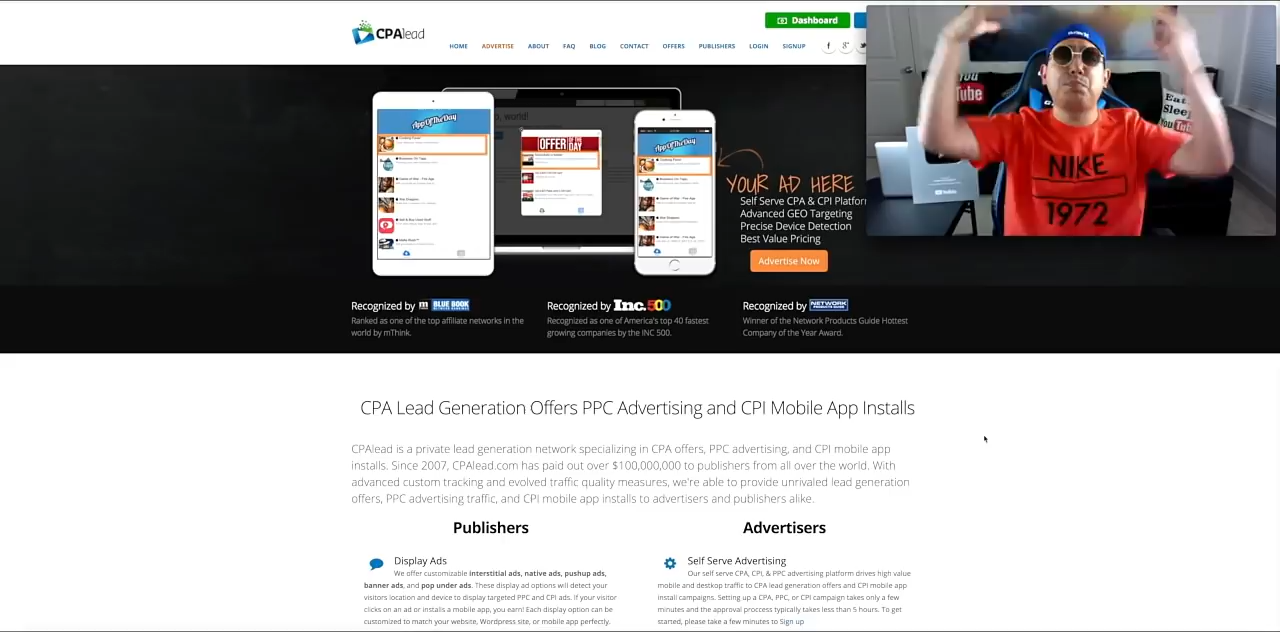 CPAlead
Dashboard
HOME ADVERTISE ABOUT FAQ BLOG CONTACT OFFERS PUBLISHERS LOGIN SIGNUP
You
Tube
Eat
Sleep
You Tube
NIKE
1972
YouTube
App Of The Day
OFFER OF THE DAY
App Of The Day
YOUR AD HERE
Self Serve CPA & CPI Platfor
Advanced GEO Targeting
Precise Device Detection
Best Value Pricing
Advertise Now
Recognized by m BLUE BOOK
Ranked as one of the top affiliate networks in the
world by mThink.
Recognized by Inc.500
Recognized as one of America's top 40 fastest
growing companies by the INC 500.
Recognized by NETWORK
Winner of the Network Products Guide Hottest
Company of the Year Award.
CPA Lead Generation Offers PPC Advertising and CPI Mobile App Installs
CPAlead is a private lead generation network specializing in CPA offers, PPC advertising, and CPI mobile app
installs. Since 2007, CPAlead.com has paid out over $100,000,000 to publishers from all over the world. With
advanced custom tracking and evolved traffic quality measures, we're able to provide unrivaled lead generation
offers, PPC advertising traffic, and CPI mobile app installs to advertisers and publishers alike.
Publishers
Display Ads
We offer customizable interstitial ads, native ads, pushup ads,
banner ads, and pop under ads. These display ad options will detect your
visitors location and device to display targeted PPC and CPI ads. If your visitor
clicks on an ad or installs a mobile app, you earn! Each display option can be
customized to match your website, Wordpress site, or mobile app perfectly.
Advertisers
Self Serve Advertising
Our self serve CPA, CPI, & PPC advertising platform drives high value
mobile and desktop traffic to CPA lead generation offers and CPI mobile app
install campaigns. Setting up a CPA, PPC, or CPI campaign takes only a few
minutes and the approval proccess typically takes less than 5 hours. To get
started, please take a few minutes to Sign up